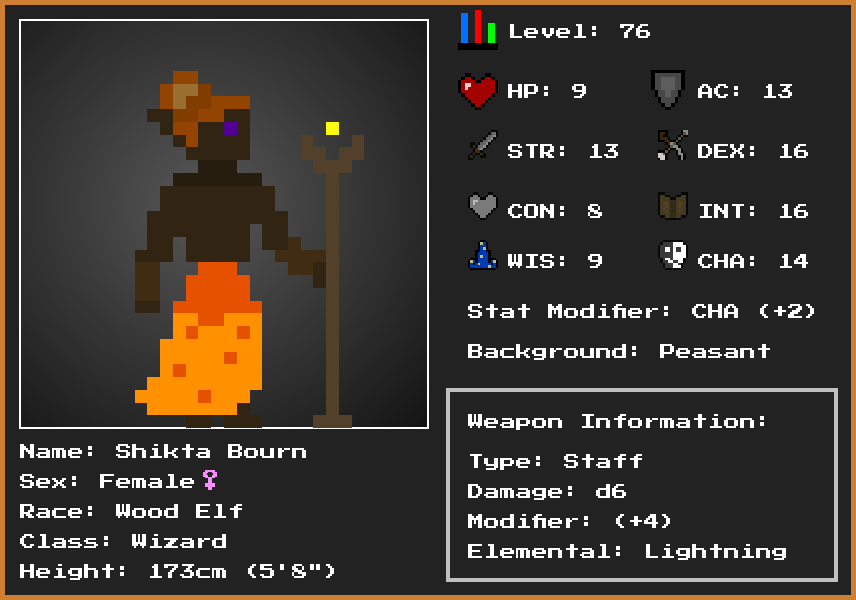 Level: 76
HP: 9
AC: 13
STR: 13
DEX: 16
CON: 8
INT: 16
WIS: 9
CHA: 14
Stat Modifier: CHA (+2)
Background: Peasant
Weapon Information:
Type: Staff
Damage: d6
Modifier: (+4)
Elemental: Lightning
Name: Shikta Bourn
Sex: Female♀
Race: Wood Elf
Class: Wizard
Height: 173cm (5'8")